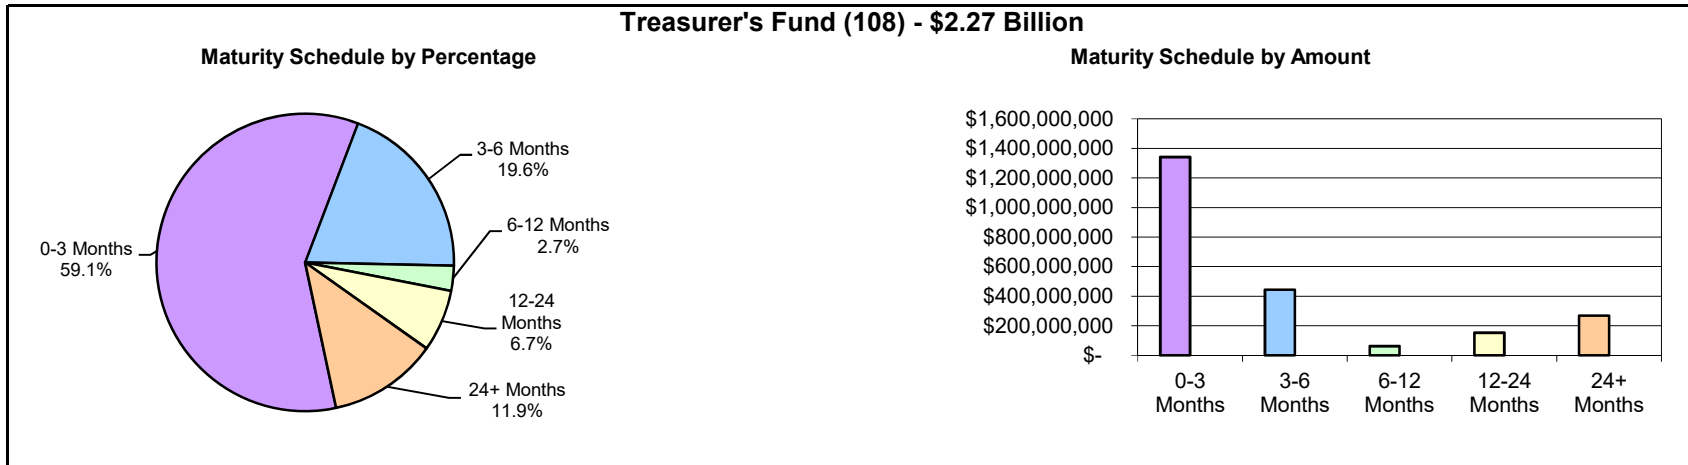 Treasurer's Fund (108) - $2.27 Billion
Maturity Schedule by Percentage
3-6 Months
19.6%
6-12 Months
2.7%
0-3 Months
59.1%
12-24
Months
6.7%
24+ Months
11.9%
Maturity Schedule by Amount
$1,600,000,000
$1,400,000,000
$1,200,000,000
$1,000,000,000
$800,000,000
$600,000,000
$400,000,000
$200,000,000
$-
0-3 3-6 6-12 12-24 24+
Months Months Months Months Months